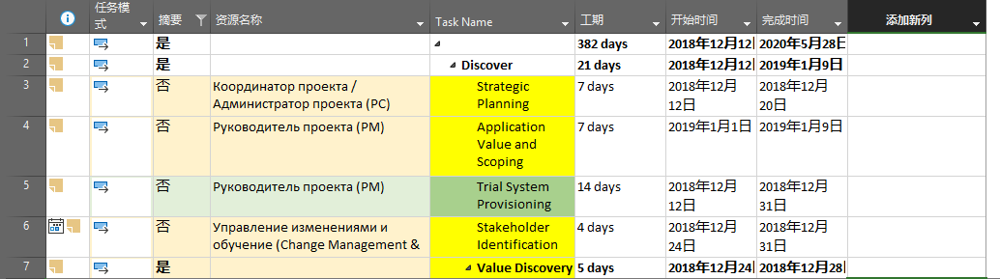 任务模式 摘要 资源名称 Task Name 工期 开始时间 完成时间 添加新列
1 是 382 days 2018年12月12 2020年5月28日
2 是 Discover 21 days 2018年12月12 2019年1月9日
3 否 Координатор проекта / Strategic 7 days 2018年12月 2018年12月
Администратор проекта (PC) Planning 12日 20日
4 否 Руководитель проекта (PM) Application 7 days 2019年1月1日 2019年1月9日
Value and
Scoping
5 否 Руководитель проекта (PM) Trial System 14 days 2018年12月 2018年12月
Provisioning 12日 31日
6 否 Управление изменениями и Stakeholder 4 days 2018年12月 2018年12月
обучение (Change Management & Identification 24日 31日
7 是 Value Discovery 5 days 2018年12月24日 2018年12月28日